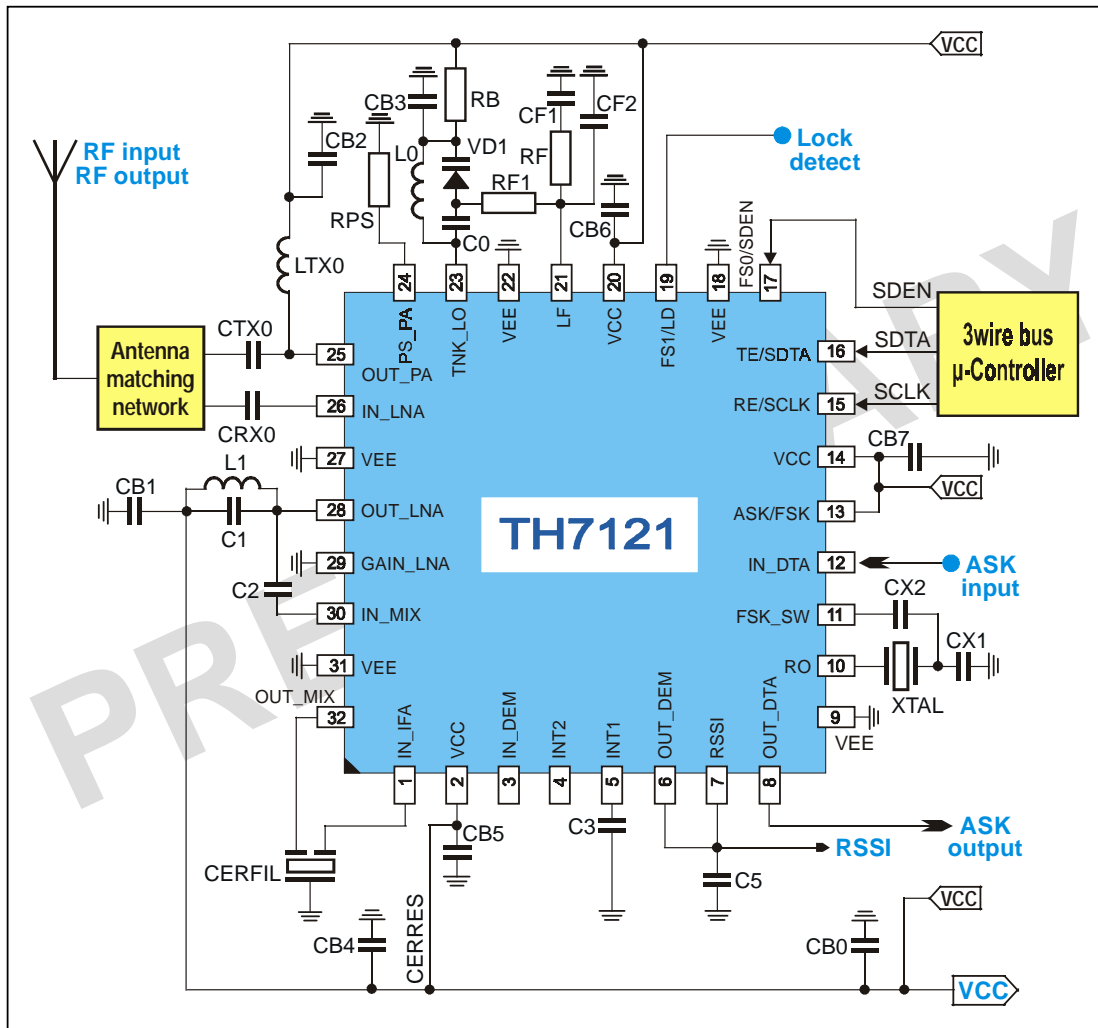 VCC
CB3
RB
CF1
CF2
CB2
L0
VD1
RF
Lock
detect
RF input
RF output
RPS
RF1
CB6
C0
LTX0
FS0/SDEN
24
23
22
21
20
19
18
17
SDEN
PS_PA
TNK_LO
VEE
LF
VCC
FS1/LD
VEE
Antenna
matching
network
CTX0
25
OUT_PA
TE/SDTA
16
SDTA
3wire bus
µ-Controller
CRX0
26
IN_LNA
RE/SCLK
15
SCLK
27
VEE
VCC
14
CB7
VCC
L1
CB1
C1
28
OUT_LNA
ASK/FSK
13
TH7121
29
GAIN_LNA
IN_DTA
12
ASK
input
C2
30
IN_MIX
FSK_SW
11
CX2
CX1
31
VEE
RO
10
XTAL
OUT_MIX
32
9
VEE
IN_IFA
VCC
IN_DEM
INT2
INT1
OUT_DEM
RSSI
OUT_DTA
1
2
3
4
5
6
7
8
CERFIL
CB5
C3
RSSI
ASK
output
C5
CERRES
CB4
CB0
VCC
VCC
PRELIMINARY